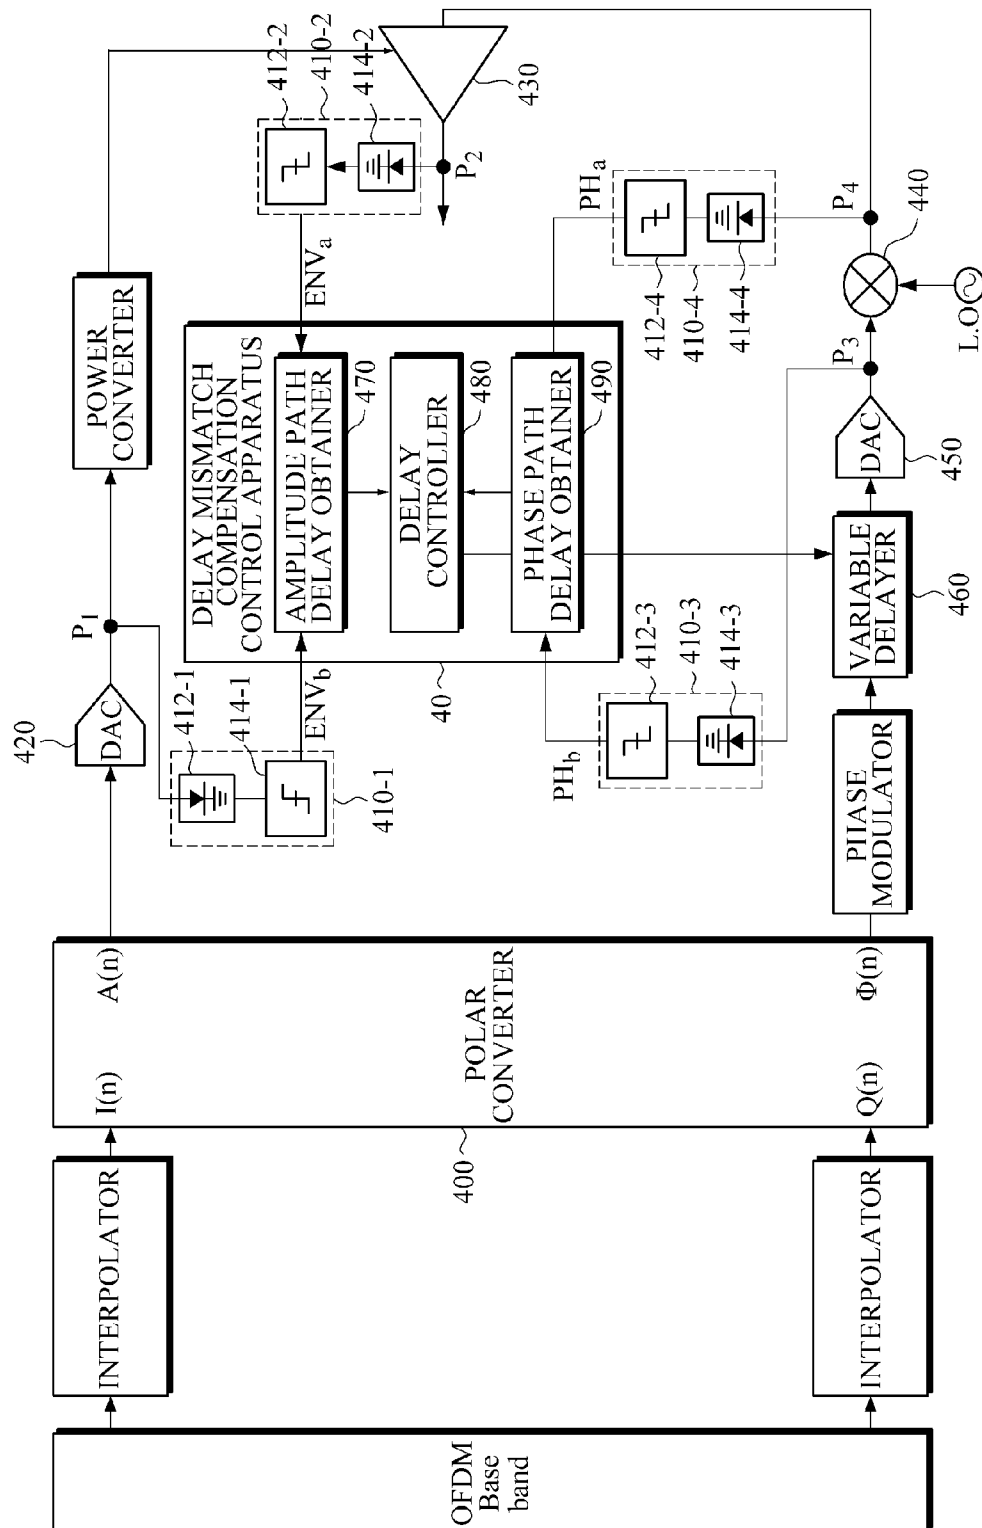 OFDM
Base
band
INTERPOLATOR
INTERPOLATOR
I(n)
A(n)
POLAR
CONVERTER
Q(n)
Φ(n)
400
420
DAC
P1
POWER
CONVERTER
412-1
414-1
410-1
ENVb
DELAY MISMATCH
COMPENSATION
CONTROL APPARATUS
AMPLITUDE PATH
DELAY OBTAINER
470
DELAY
CONTROLLER
480
PHASE PATH
DELAY OBTAINER
490
40
ENVa
412-2
410-2
414-2
430
P2
PHb
412-3
410-3
414-3
PHa
412-4
410-4
414-4
PHASE
MODULATOR
VARIABLE
DELAYER
460
DAC
450
P3
P4
440
L.O